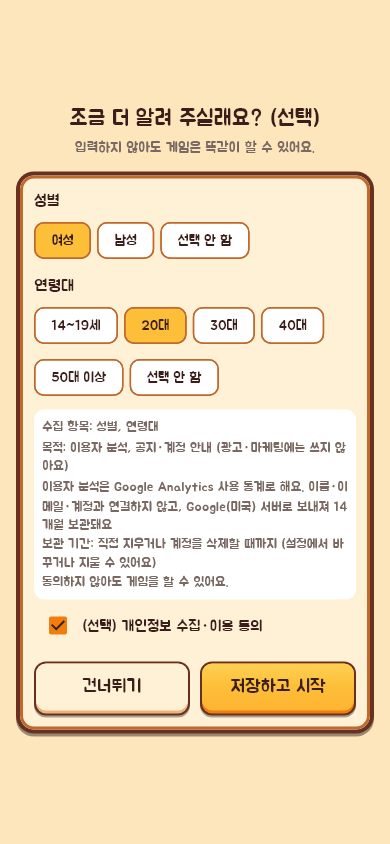 조금 더 알려 주실래요? (선택)
입력하지 않아도 게임은 똑같이 할 수 있어요.
성별
여성 남성 선택 안 함
연령대
14~19세 20대 30대 40대
50대 이상 선택 안 함
수집 항목: 성별, 연령대
목적: 이용자 분석, 공지·계정 안내 (광고·마케팅에는 쓰지 않
아요)
이용자 분석은 Google Analytics 사용 통계로 해요. 이름·이
메일·계정과 연결하지 않고, Google(미국) 서버로 보내져 14
개월 보관돼요
보관 기간: 직접 지우거나 계정을 삭제할 때까지 (설정에서 바
꾸거나 지울 수 있어요)
동의하지 않아도 게임을 할 수 있어요.
(선택) 개인정보 수집·이용 동의
건너뛰기 저장하고 시작